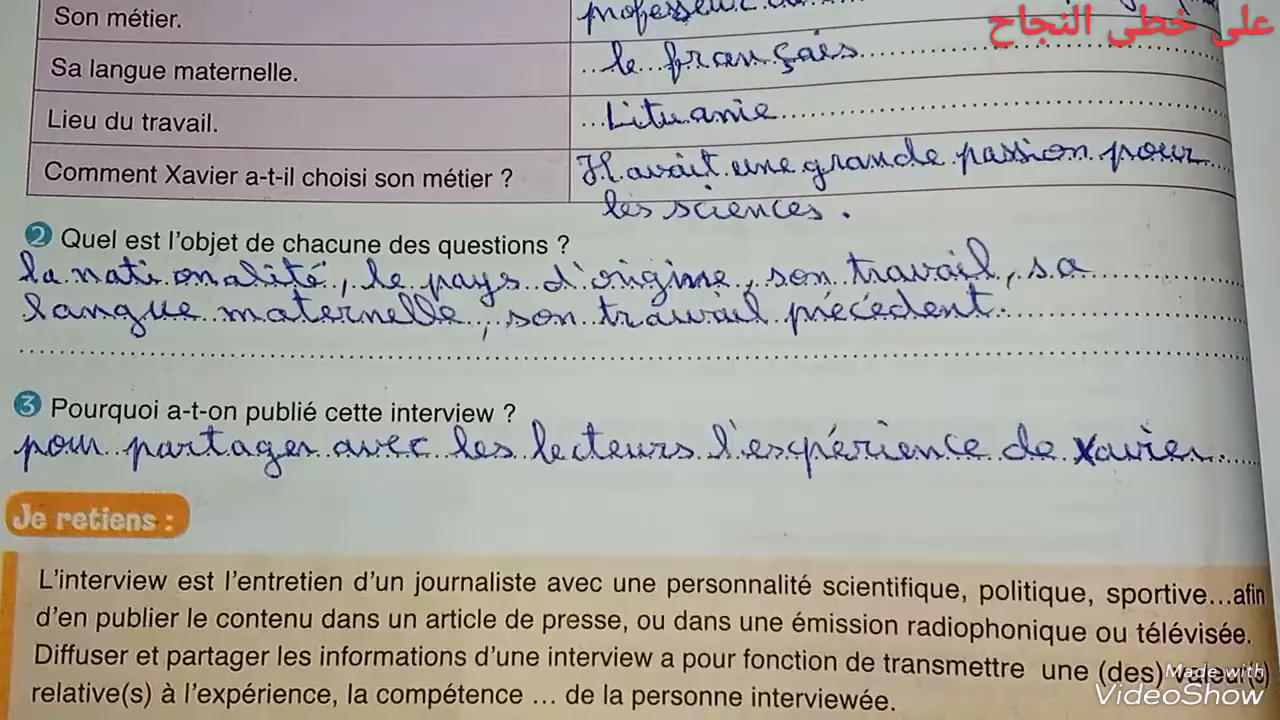 على خطى النجاح
Son métier.
professeur
Sa langue maternelle.
le français
Lieu du travail.
Lituanie
Comment Xavier a-t-il choisi son métier ?
Il avait une grande passion pour
les sciences.
2 Quel est l'objet de chacune des questions ?
la nationalité, le pays d'origine, son travail, sa
langue maternelle, son travail précédent.
3 Pourquoi a-t-on publié cette interview ?
pour partager avec les lecteurs l'expérience de Xavier.
Je retiens :
L'interview est l'entretien d'un journaliste avec une personnalité scientifique, politique, sportive...afin
d'en publier le contenu dans un article de presse, ou dans une émission radiophonique ou télévisée.
Diffuser et partager les informations d'une interview a pour fonction de transmettre une (des) valeur(s)
relative(s) à l'expérience, la compétence ... de la personne interviewée.
Made with
VideoShow